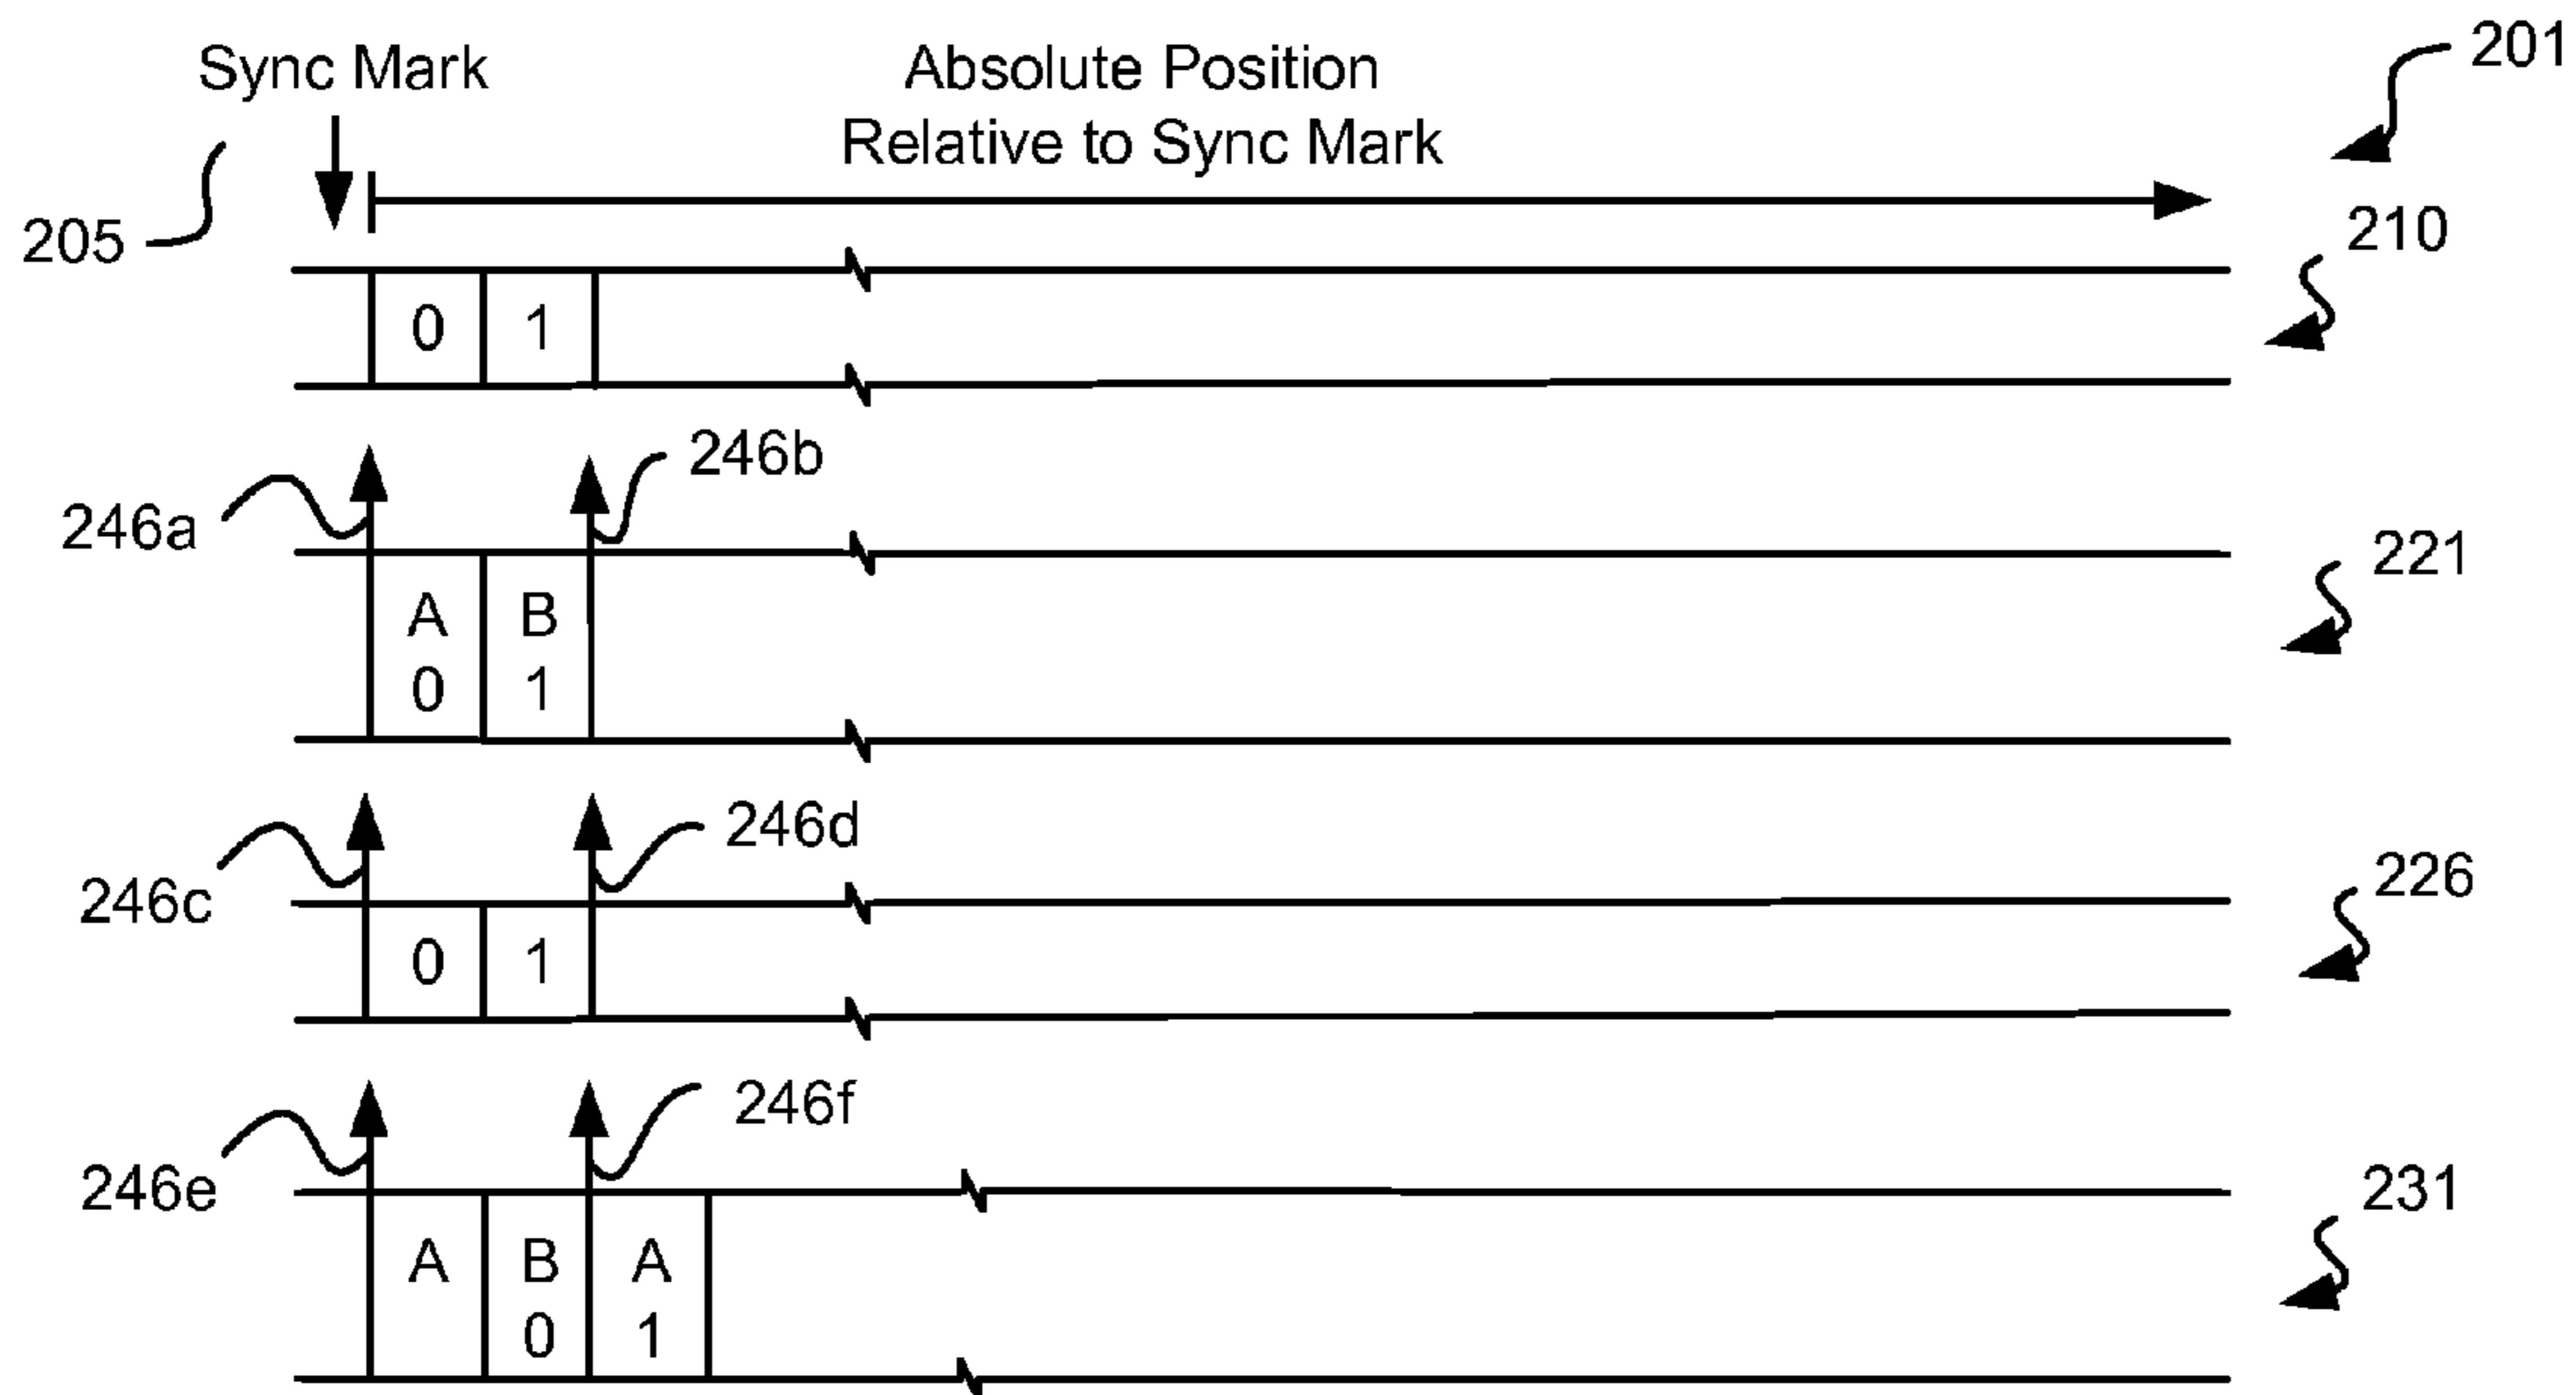 201
Sync Mark
Absolute Position
Relative to Sync Mark
205
210
0 1
246a
246b
221
A B
0 1
246c
246d
226
0 1
246e
246f
231
A B A
0 1